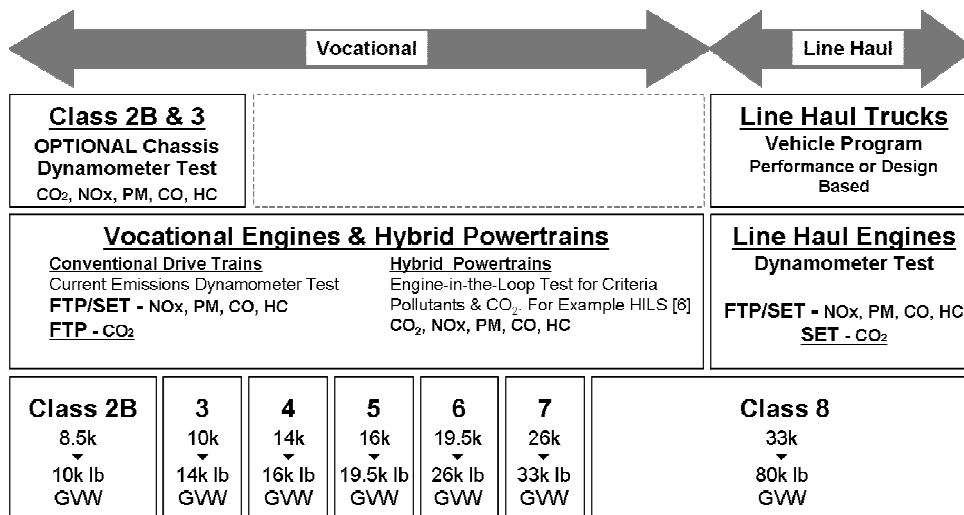 Vocational
Line Haul
Class 2B & 3
OPTIONAL Chassis
Dynamometer Test
CO₂, NOx, PM, CO, HC
Line Haul Trucks
Vehicle Program
Performance or Design
Based
Vocational Engines & Hybrid Powertrains
Conventional Drive Trains
Current Emissions Dynamometer Test
FTP/SET - NOx, PM, CO, HC
FTP - CO₂
Hybrid Powertrains
Engine-in-the-Loop Test for Criteria
Pollutants & CO₂. For Example HILS [6]
CO₂, NOx, PM, CO, HC
Line Haul Engines
Dynamometer Test
FTP/SET - NOx, PM, CO, HC
SET - CO₂
Class 2B
8.5k
10k lb
GVW
3
10k
14k lb
GVW
4
14k
16k lb
GVW
5
16k
19.5k lb
GVW
6
19.5k
26k lb
GVW
7
26k
33k lb
GVW
Class 8
33k
80k lb
GVW